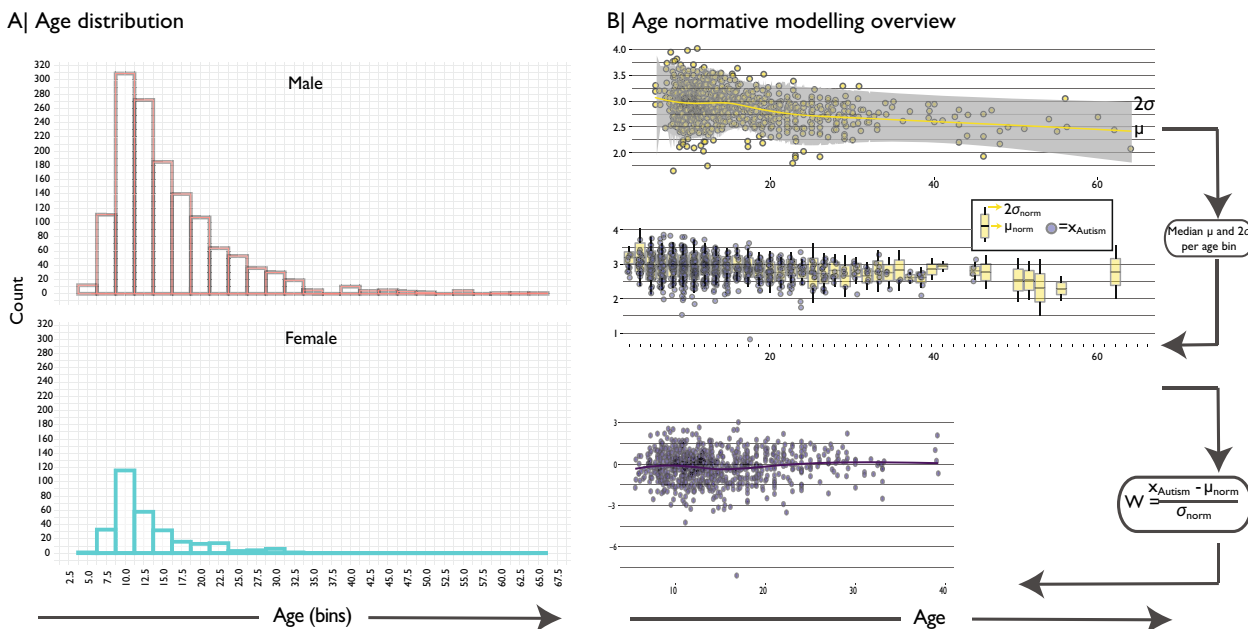 A| Age distribution
Male
320
300
280
260
240
220
200
180
160
140
120
100
80
60
40
20
0
Count
Female
320
300
280
260
240
220
200
180
160
140
120
100
80
60
40
20
0
2.5 5.0 7.5 10.0 12.5 15.0 17.5 20.0 22.5 25.0 27.5 30.0 32.5 35.0 37.5 40.0 42.5 45.0 47.5 50.0 52.5 55.0 57.5 60.0 62.5 65.0 67.5
Age (bins)
B| Age normative modelling overview
4.0
3.5
3.0
2.5
2.0
2σ
μ
20 40 60
Median μ and 2σ
per age bin
2σnorm
μnorm
=xAutism
4
3
2
1
20 40 60
3
0
-3
-6
10 20 30 40
W = xAutism - μnorm
σnorm
Age